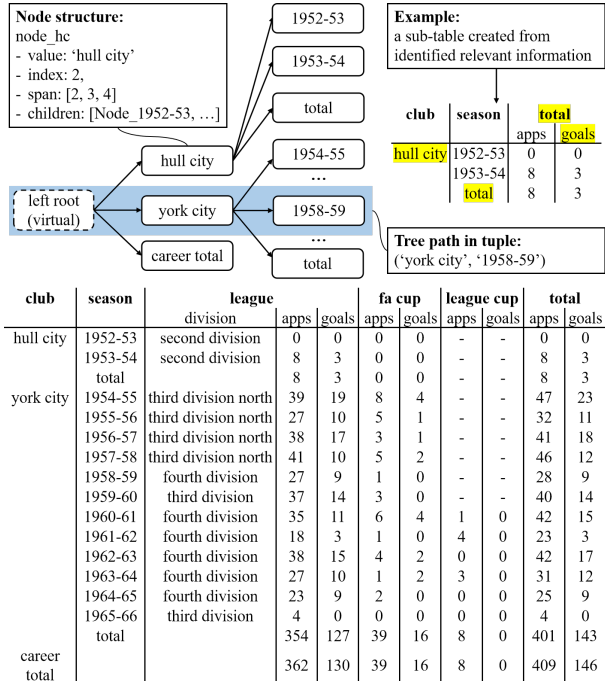 Node structure:
node_hc
- value: ‘hull city’
- index: 2,
- span: [2, 3, 4]
- children: [Node_1952-53, …]
1952-53
1953-54
total
hull city
1954-55
...
left root
(virtual)
york city
1958-59
...
career total
total
Example:
a sub-table created from
identified relevant information
club season total
apps goals
hull city 1952-53 0 0
1953-54 8 3
total 8 3
Tree path in tuple:
(‘york city’, ‘1958-59’)
club season league fa cup league cup total
division apps goals apps goals apps goals apps goals
hull city 1952-53 second division 0 0 0 0 - - 0 0
1953-54 second division 8 3 0 0 - - 8 3
total 8 3 0 0 - - 8 3
york city 1954-55 third division north 39 19 8 4 - - 47 23
1955-56 third division north 27 10 5 1 - - 32 11
1956-57 third division north 38 17 3 1 - - 41 18
1957-58 third division north 41 10 5 2 - - 46 12
1958-59 fourth division 27 9 1 0 - - 28 9
1959-60 third division 37 14 3 0 - - 40 14
1960-61 fourth division 35 11 6 4 1 0 42 15
1961-62 fourth division 18 3 1 0 4 0 23 3
1962-63 fourth division 38 15 4 2 0 0 42 17
1963-64 fourth division 27 10 1 2 3 0 31 12
1964-65 fourth division 23 9 2 0 0 0 25 9
1965-66 third division 4 0 0 0 0 0 4 0
total 354 127 39 16 8 0 401 143
career
total 362 130 39 16 8 0 409 146